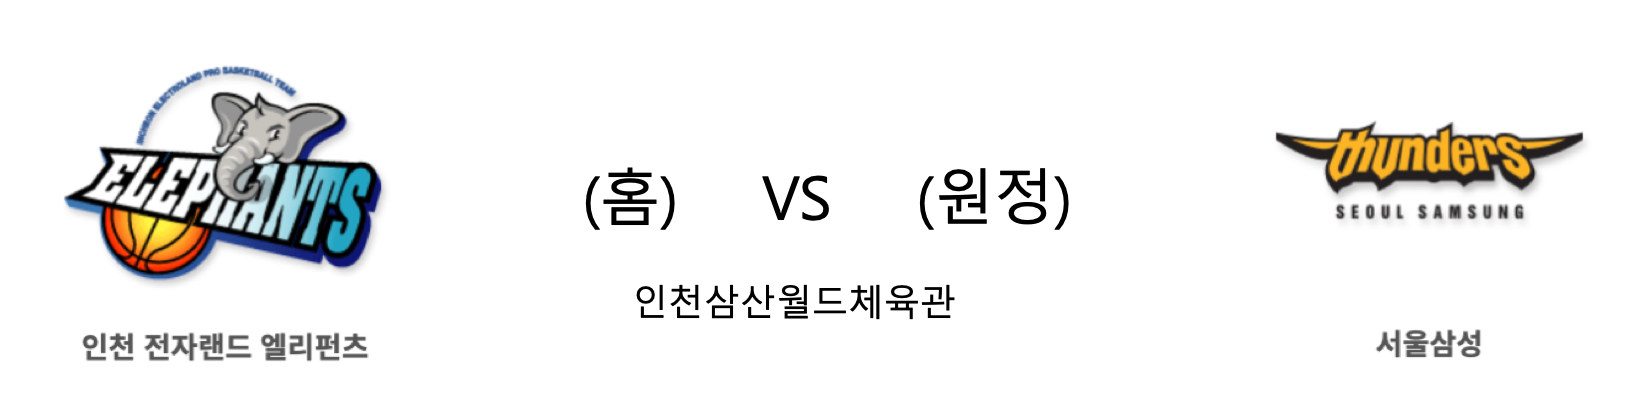 INCHEON ELECTROLAND PRO BASKETBALL TEAM
ELEPHANTS
인천 전자랜드 엘리펀츠
(홈) VS (원정)
인천삼산월드체육관
thunders
SEOUL SAMSUNG
서울삼성